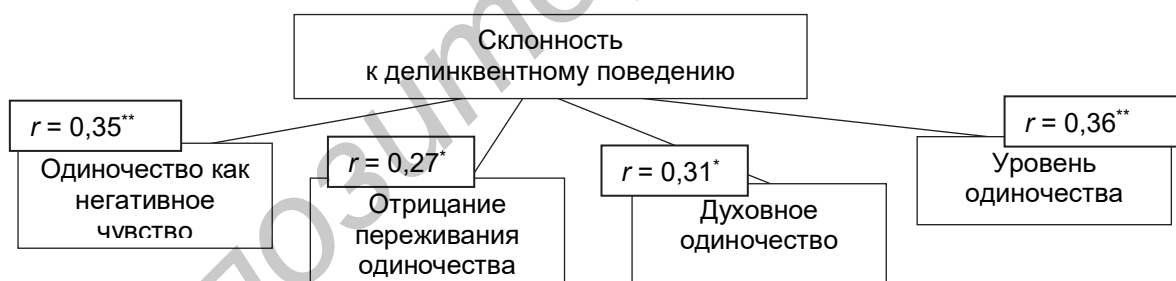 Склонность
к делинквентному поведению
r = 0,35**
Одиночество как
негативное
чувство
r = 0,27*
Отрицание
переживания
одиночества
r = 0,31*
Духовное
одиночество
r = 0,36**
Уровень
одиночества